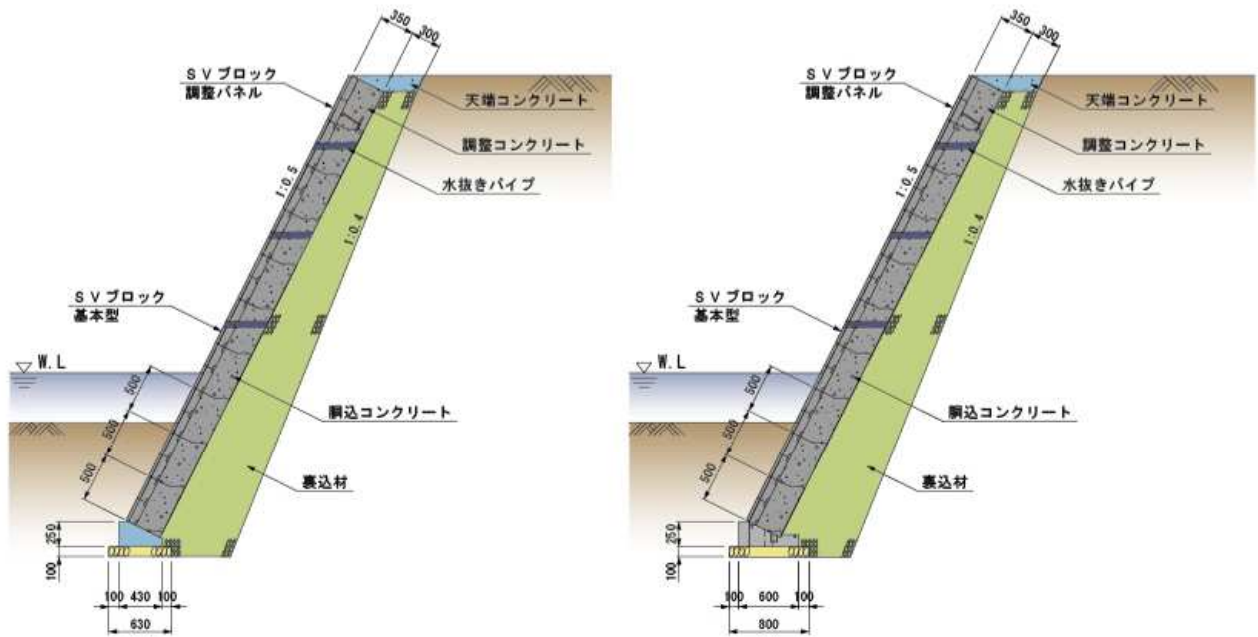 350
300
SVブロック
調整パネル
天端コンクリート
調整コンクリート
水抜きパイプ
1:0.5
1:0.4
SVブロック
基本型
W.L
500
500
500
胴込コンクリート
裏込材
250
100
100 430 100
630
350
300
SVブロック
調整パネル
天端コンクリート
調整コンクリート
水抜きパイプ
1:0.5
1:0.4
SVブロック
基本型
W.L
500
500
500
胴込コンクリート
裏込材
250
100
100 600 100
800